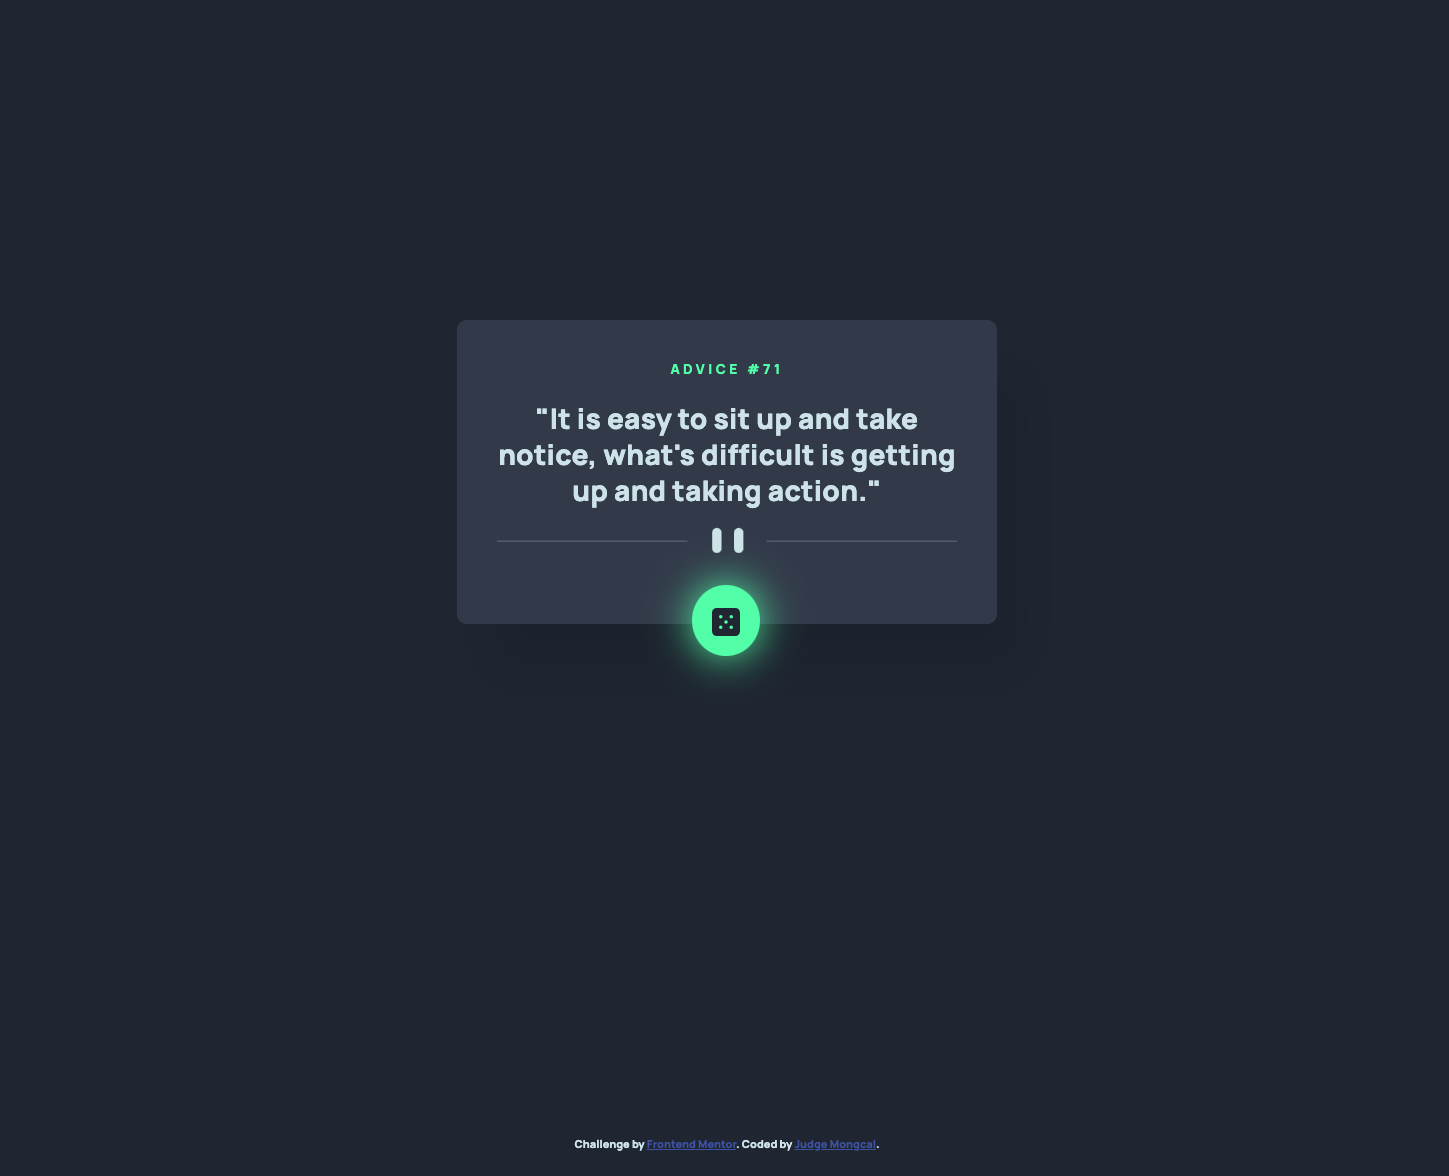 ADVICE #71
"It is easy to sit up and take
notice, what's difficult is getting
up and taking action."
Challenge by Frontend Mentor. Coded by Judge Mongcal.